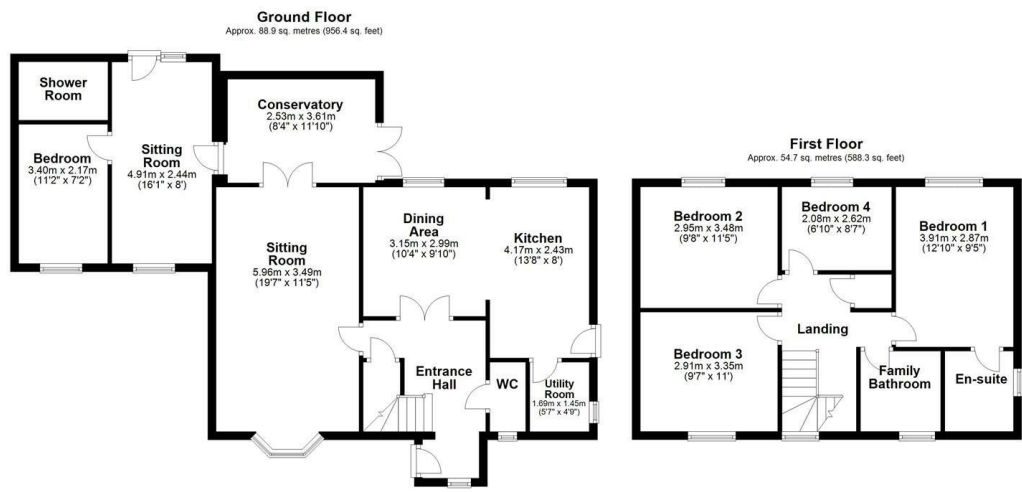 Ground Floor
Approx. 88.9 sq. metres (956.4 sq. feet)
Shower
Room
Bedroom
3.40m x 2.17m
(11'2" x 7'2")
Sitting
Room
4.91m x 2.44m
(16'1" x 8')
Conservatory
2.53m x 3.61m
(8'4" x 11'10")
Sitting
Room
5.96m x 3.49m
(19'7" x 11'5")
Dining
Area
3.15m x 2.99m
(10'4" x 9'10")
Kitchen
4.17m x 2.43m
(13'8" x 8')
Entrance
Hall
WC
Utility
Room
1.69m x 1.45m
(5'7" x 4'9")
First Floor
Approx. 54.7 sq. metres (588.3 sq. feet)
Bedroom 2
2.95m x 3.48m
(9'8" x 11'5")
Bedroom 4
2.08m x 2.62m
(6'10" x 8'7")
Bedroom 1
3.91m x 2.87m
(12'10" x 9'5")
Landing
Bedroom 3
2.91m x 3.35m
(9'7" x 11')
Family
Bathroom
En-suite